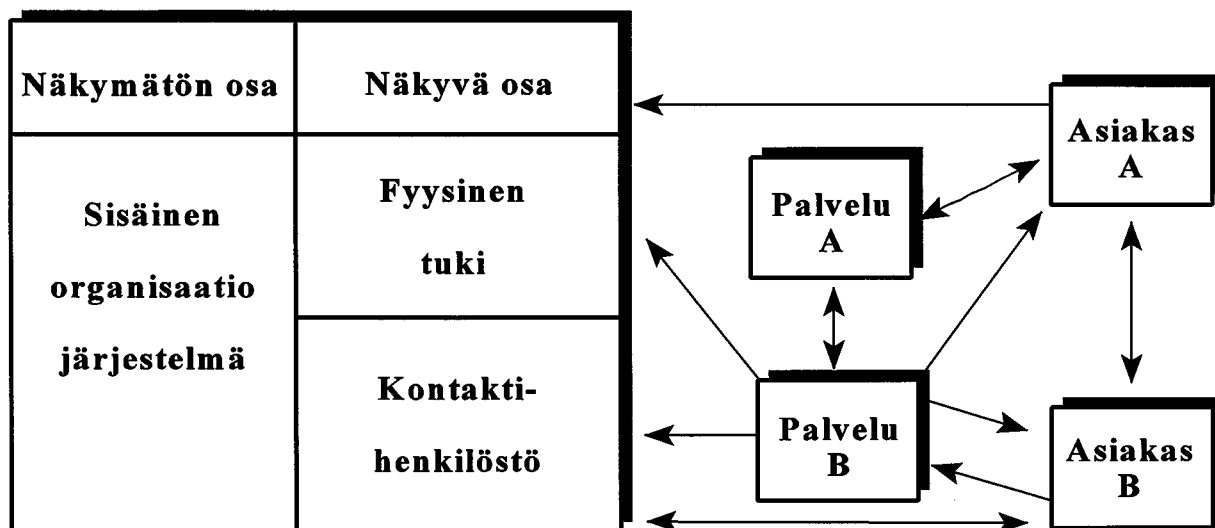 Näkymätön osa
Näkyvä osa
Sisäinen
organisaatio
järjestelmä
Fyysinen
tuki
Kontakti-
henkilöstö
Palvelu
A
Palvelu
B
Asiakas
A
Asiakas
B